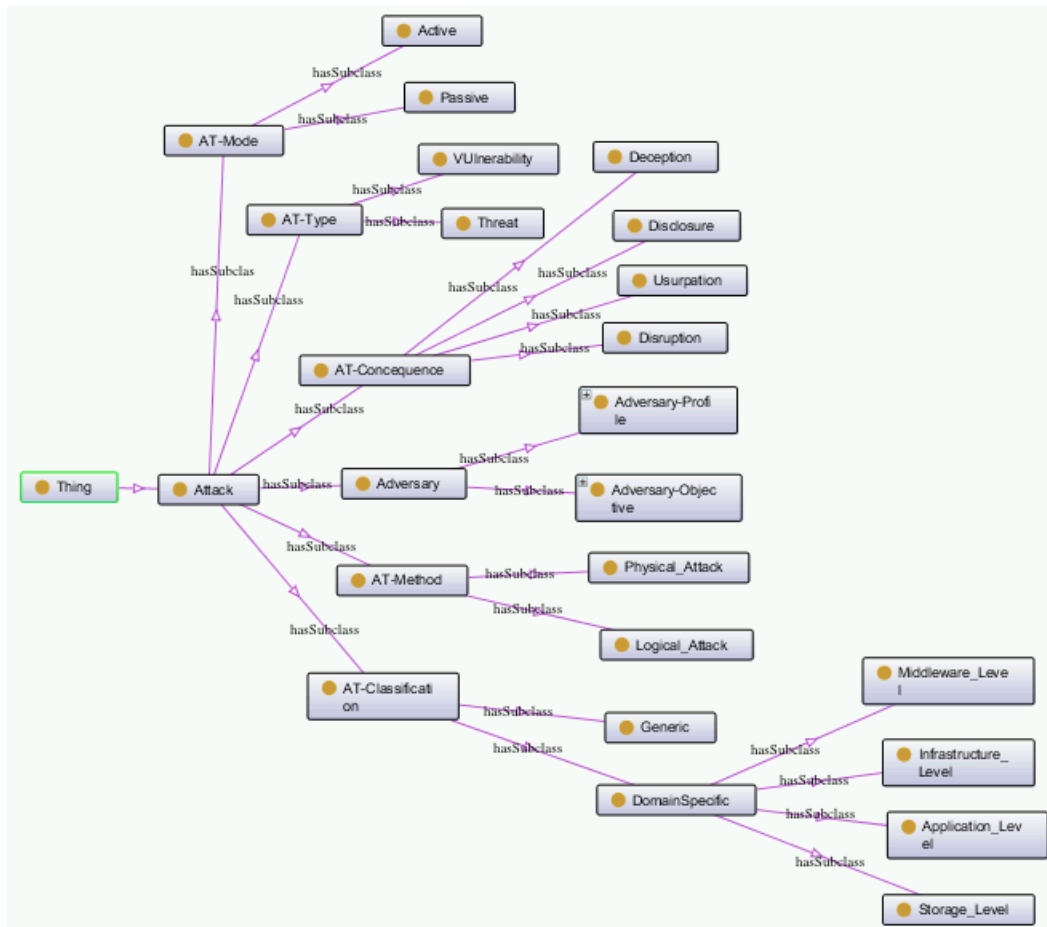 Active
hasSubclass
Passive
hasSubclass
AT-Mode
VUlnerability
Deception
hasSubclass
AT-Type
hasSubclass
Threat
Disclosure
hasSubclas
hasSubclass
hasSubclass
hasSubclass
Usurpation
hasSubclass
Disruption
hasSubclass
AT-Concequence
hasSubclass
Adversary-Profi
le
hasSubclass
Thing
Attack
hasSubclass
Adversary
hasSubclass
Adversary-Objec
tive
hasSubclass
AT-Method
hasSubclass
Physical_Attack
hasSubclass
hasSubclass
Logical_Attack
AT-Classificati
on
hasSubclass
Generic
Middleware_Leve
l
hasSubclass
hasSubclass
Infrastructure_
Level
hasSubclass
DomainSpecific
hasSubclass
Application_Lev
el
hasSubclass
Storage_Level